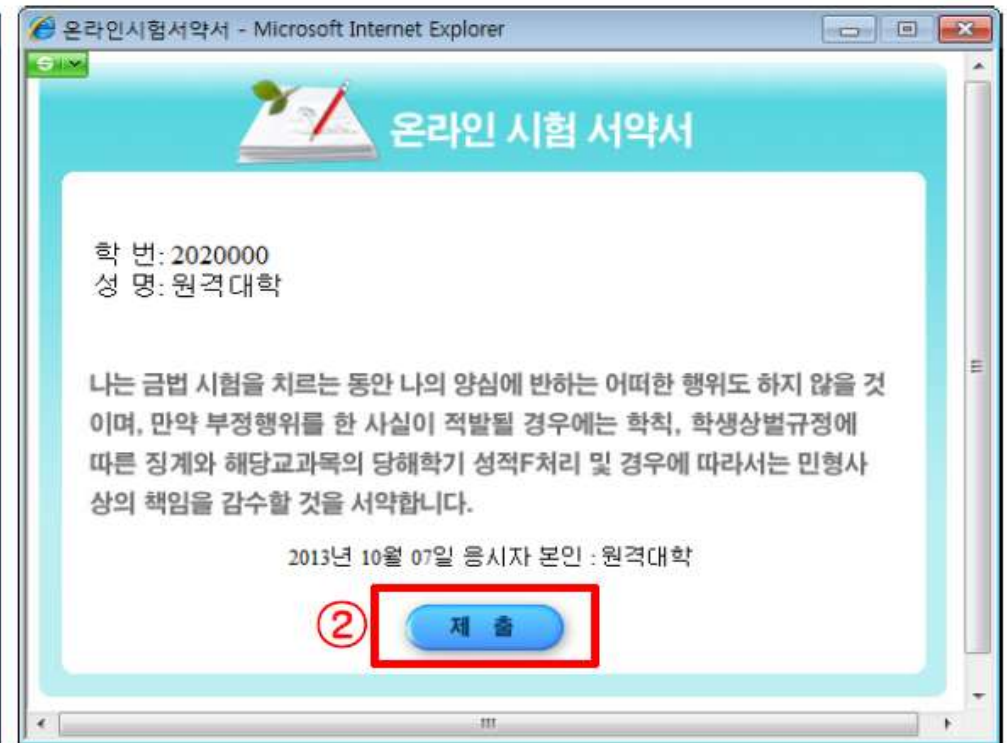 온라인시험서약서 - Microsoft Internet Explorer
온라인 시험 서약서
학 번: 2020000
성 명: 원격대학
나는 금법 시험을 치르는 동안 나의 양심에 반하는 어떠한 행위도 하지 않을 것
이며, 만약 부정행위를 한 사실이 적발될 경우에는 학칙, 학생상벌규정에
따른 징계와 해당교과목의 당해학기 성적F처리 및 경우에 따라서는 민형사
상의 책임을 감수할 것을 서약합니다.
2013년 10월 07일 응시자 본인 : 원격대학
② 제 출